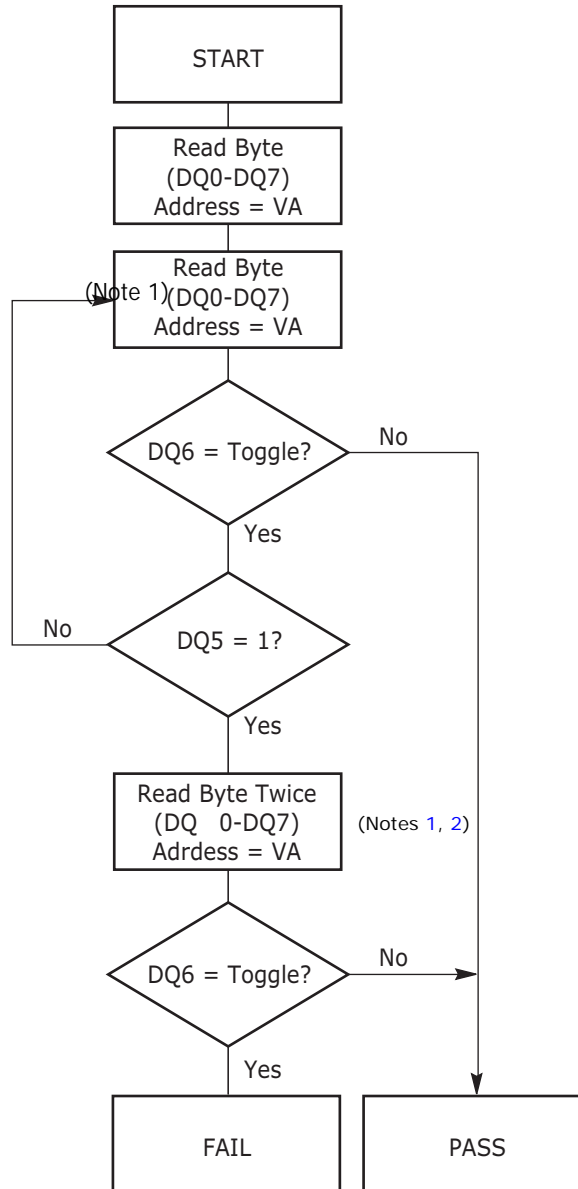 START
Read Byte
(DQ0-DQ7)
Address = VA
Read Byte
(Note 1)
(DQ0-DQ7)
Address = VA
DQ6 = Toggle?
No
Yes
No
DQ5 = 1?
Yes
Read Byte Twice
(DQ 0-DQ7)
(Notes 1, 2)
Adrdess = VA
DQ6 = Toggle?
No
Yes
FAIL
PASS